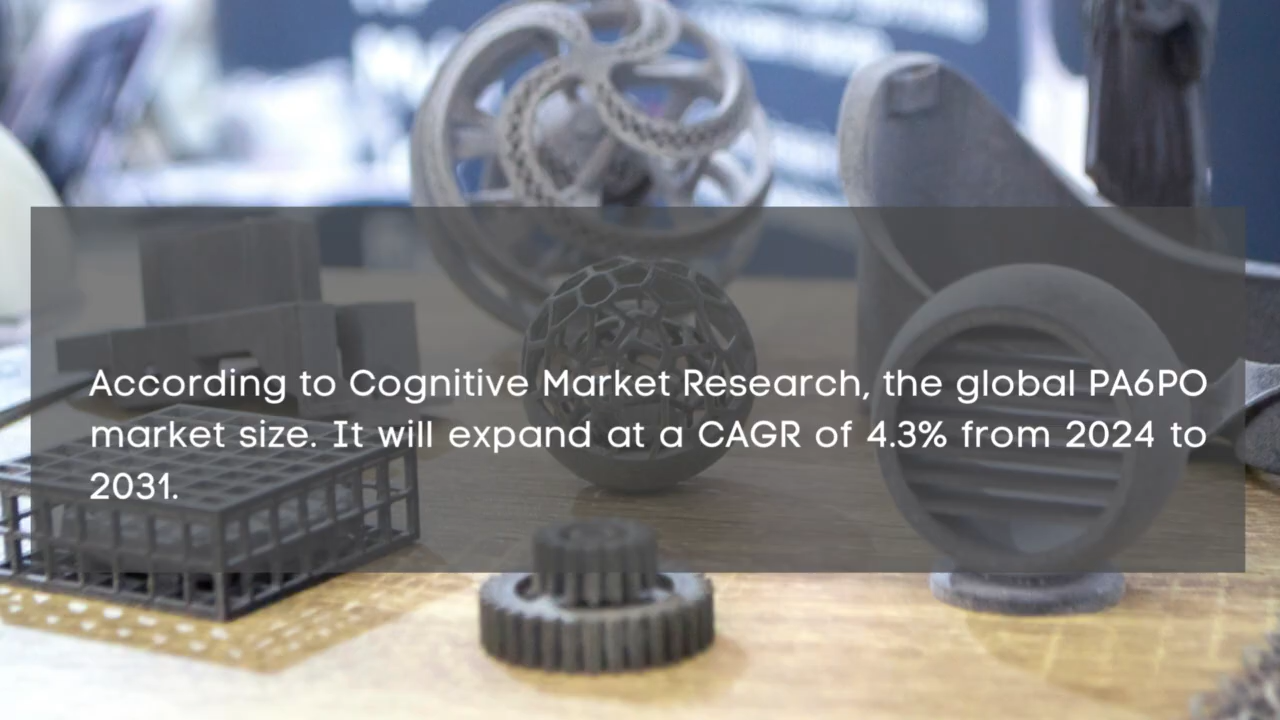 According to Cognitive Market Research, the global PA6PO
market size. It will expand at a CAGR of 4.3% from 2024 to
2031.